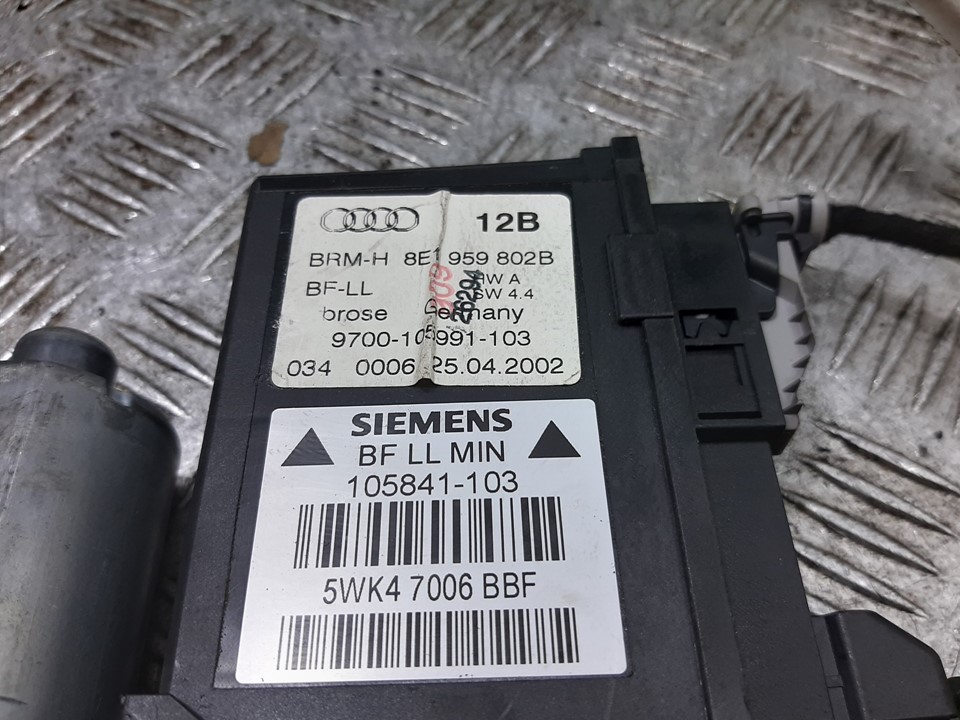 12B
BRM-H 8E1 959 802B
BF-LL HW A
SW 4.4
brose Germany
9700-10 991-103
034 0006 25.04.2002
26294
SIEMENS
BF LL MIN
105841-103
5WK4 7006 BBF